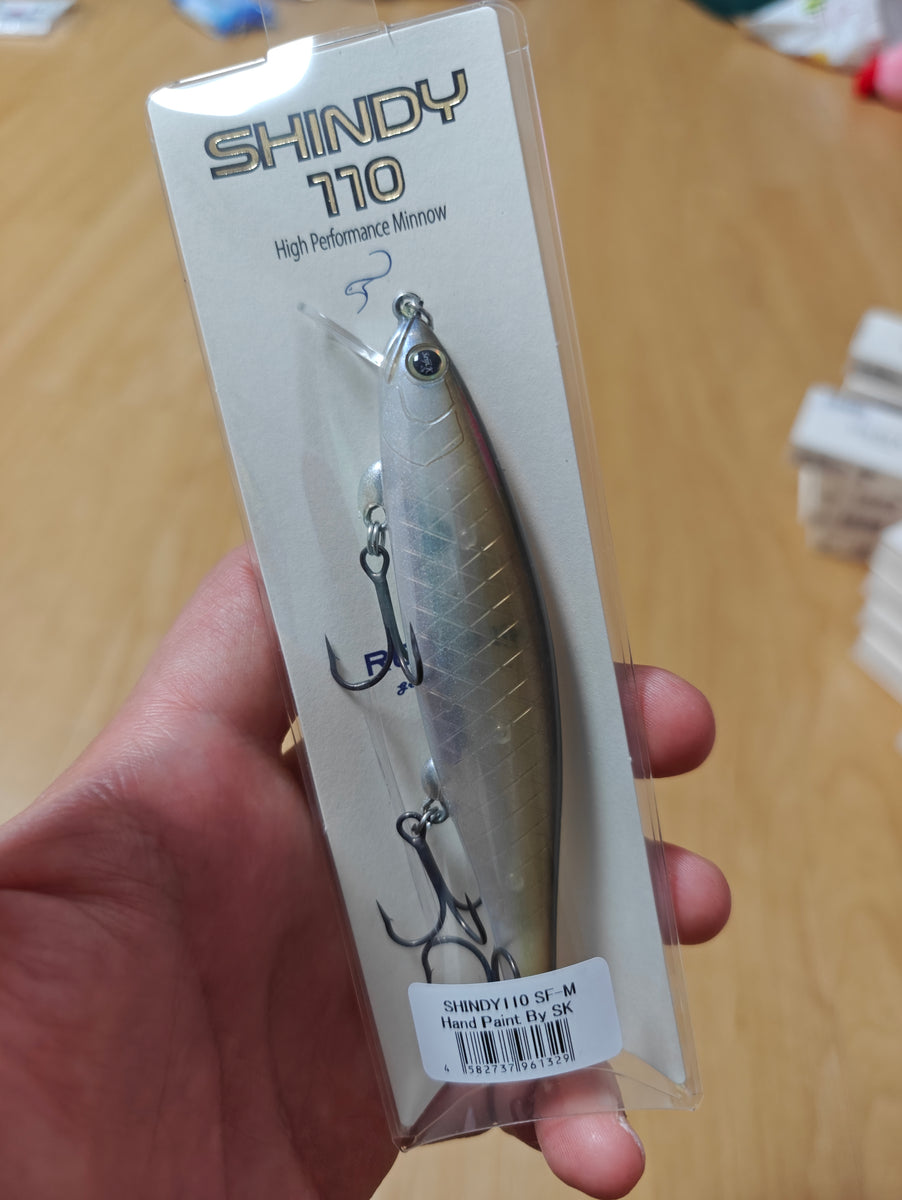 SHINDY
110
High Performance Minnow
SHINDY110 SF-M
Hand Paint By SK
4 582737 961329